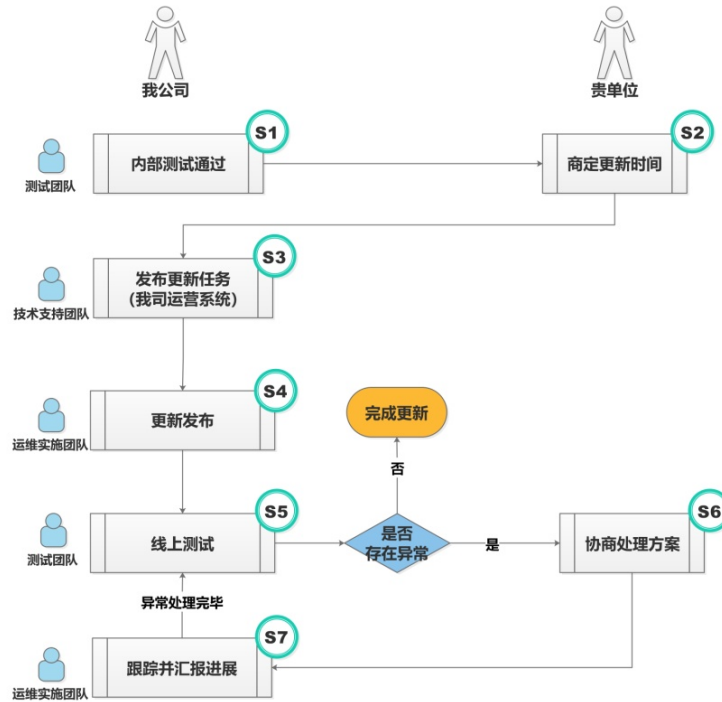 我公司
贵单位
S1
内部测试通过
测试团队
S2
商定更新时间
S3
发布更新任务
（我司运营系统）
技术支持团队
S4
更新发布
运维实施团队
完成更新
否
S5
线上测试
测试团队
是否
存在异常
是
S6
协商处理方案
异常处理完毕
S7
跟踪并汇报进展
运维实施团队